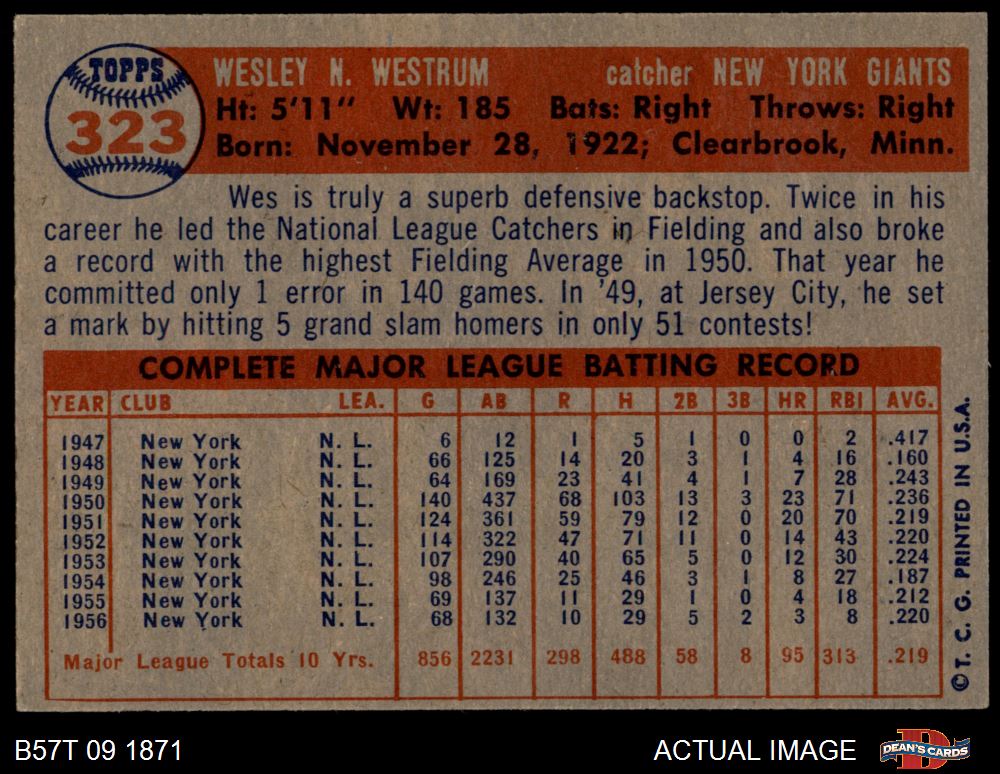 TOPPS
323
WESLEY N. WESTRUM catcher NEW YORK GIANTS
Ht: 5'11" Wt: 185 Bats: Right Throws: Right
Born: November 28, 1922; Clearbrook, Minn.
Wes is truly a superb defensive backstop. Twice in his
career he led the National League Catchers in Fielding and also broke
a record with the highest Fielding Average in 1950. That year he
committed only 1 error in 140 games. In '49, at Jersey City, he set
a mark by hitting 5 grand slam homers in only 51 contests!
COMPLETE MAJOR LEAGUE BATTING RECORD
YEAR CLUB LEA. G AB R H 2B 3B HR RBI AVG.
1947 New York N. L. 6 12 1 5 1 0 0 2 .417
1948 New York N. L. 66 125 14 20 3 1 4 16 .160
1949 New York N. L. 64 169 23 41 4 1 7 28 .243
1950 New York N. L. 140 437 68 103 13 3 23 71 .236
1951 New York N. L. 124 361 59 79 12 0 20 70 .219
1952 New York N. L. 114 322 47 71 11 0 14 43 .220
1953 New York N. L. 107 290 40 65 5 0 12 30 .224
1954 New York N. L. 98 246 25 46 3 1 8 27 .187
1955 New York N. L. 69 137 11 29 1 0 4 18 .212
1956 New York N. L. 68 132 10 29 5 2 3 8 .220
Major League Totals 10 Yrs. 856 2231 298 488 58 8 95 313 .219
©T. C. G. PRINTED IN U.S.A.
B57T 09 1871 ACTUAL IMAGE
DEAN'S CARDS